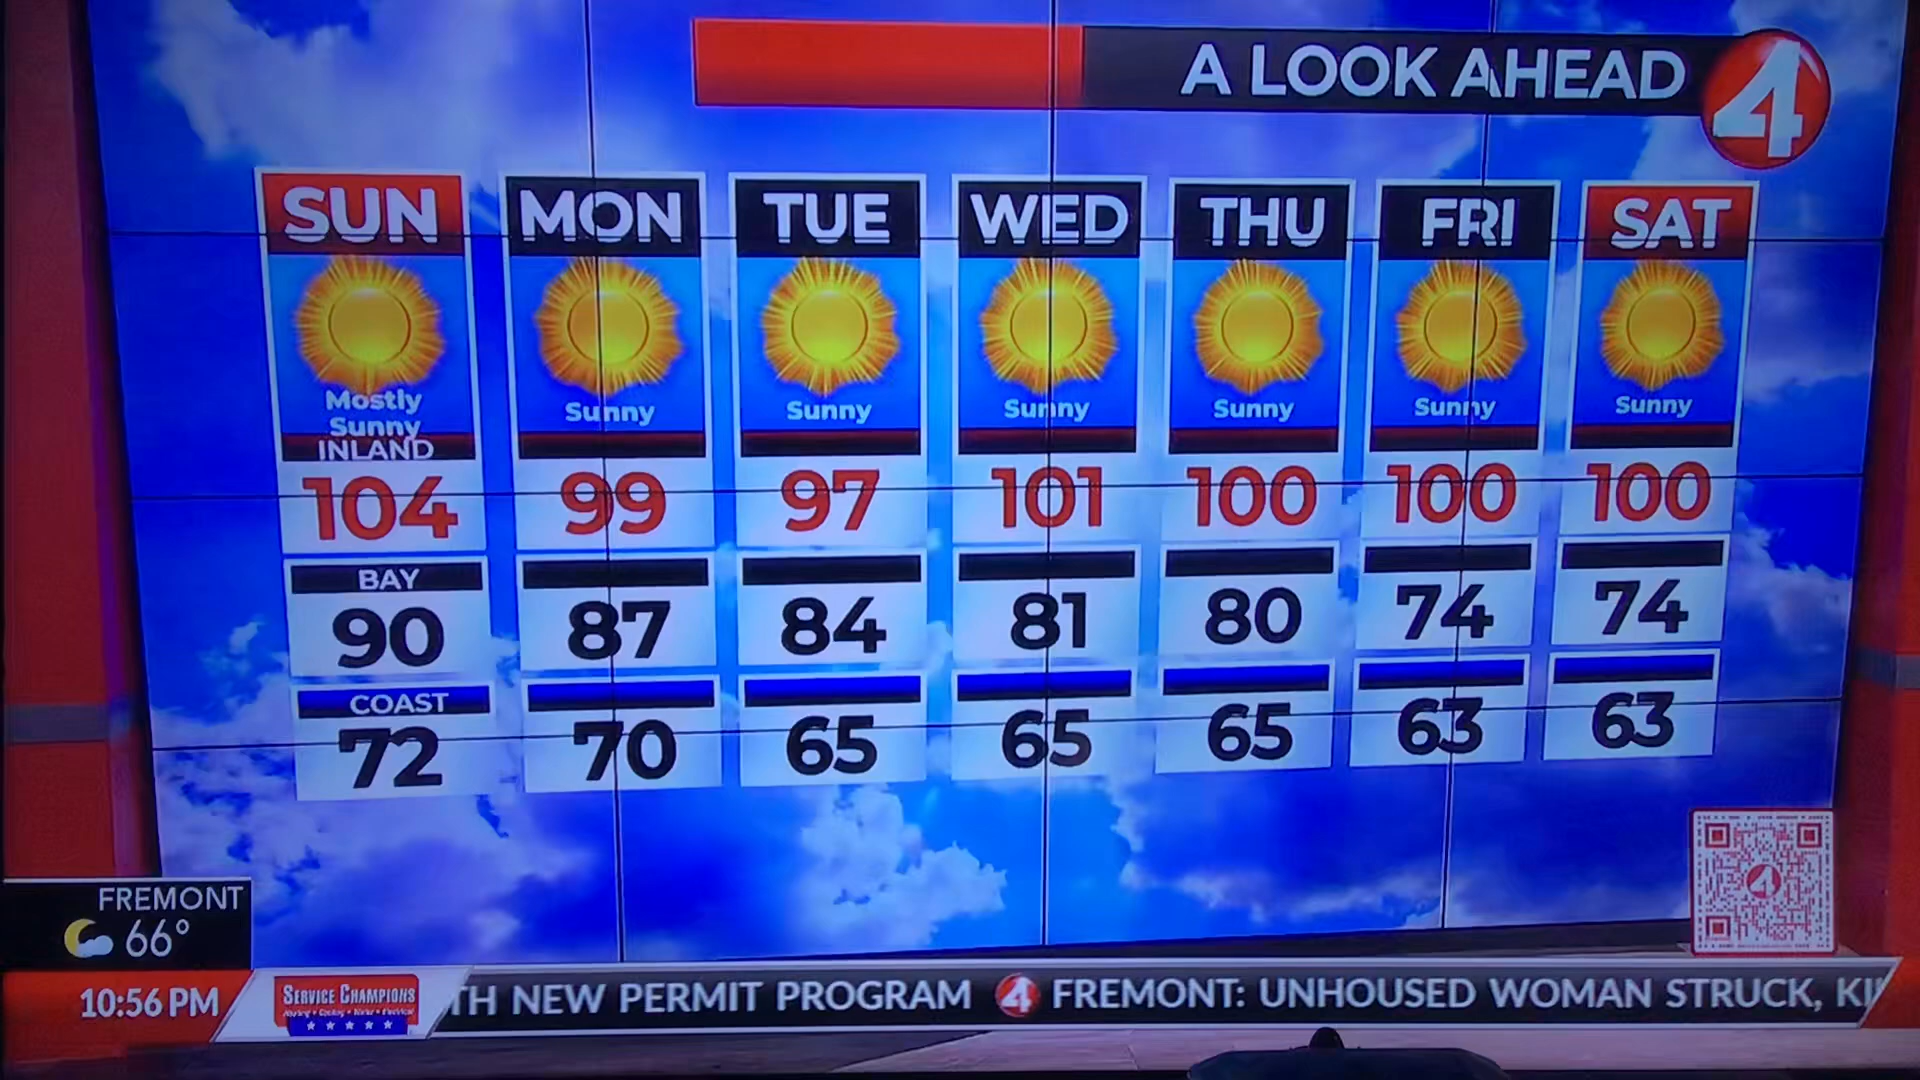 A LOOK AHEAD 4
SUN MON TUE WED THU FRI SAT
Mostly Sunny Sunny Sunny Sunny Sunny Sunny Sunny
INLAND
104 99 97 101 100 100 100
BAY
90 87 84 81 80 74 74
COAST
72 70 65 65 65 63 63
4
FREMONT
66°
10:56 PM
SERVICE CHAMPIONS
TH NEW PERMIT PROGRAM 4 FREMONT: UNHOUSED WOMAN STRUCK, KI